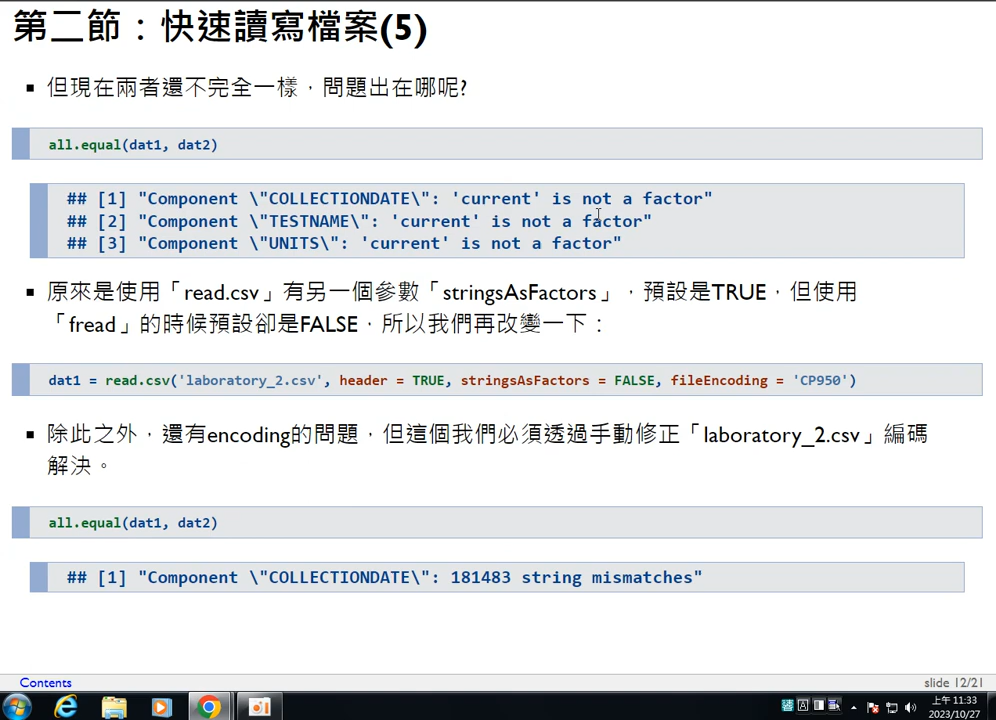 第二節：快速讀寫檔案(5)
▪ 但現在兩者還不完全一樣，問題出在哪呢?
all.equal(dat1, dat2)
## [1] "Component \"COLLECTIONDATE\": 'current' is not a factor"
## [2] "Component \"TESTNAME\": 'current' is not a factor"
## [3] "Component \"UNITS\": 'current' is not a factor"
▪ 原來是使用「read.csv」有另一個參數「stringsAsFactors」，預設是TRUE，但使用
「fread」的時候預設卻是FALSE，所以我們再改變一下：
dat1 = read.csv('laboratory_2.csv', header = TRUE, stringsAsFactors = FALSE, fileEncoding = 'CP950')
▪ 除此之外，還有encoding的問題，但這個我們必須透過手動修正「laboratory_2.csv」編碼
解決。
all.equal(dat1, dat2)
## [1] "Component \"COLLECTIONDATE\": 181483 string mismatches"
Contents
slide 12/21
上午 11:33
2023/10/27